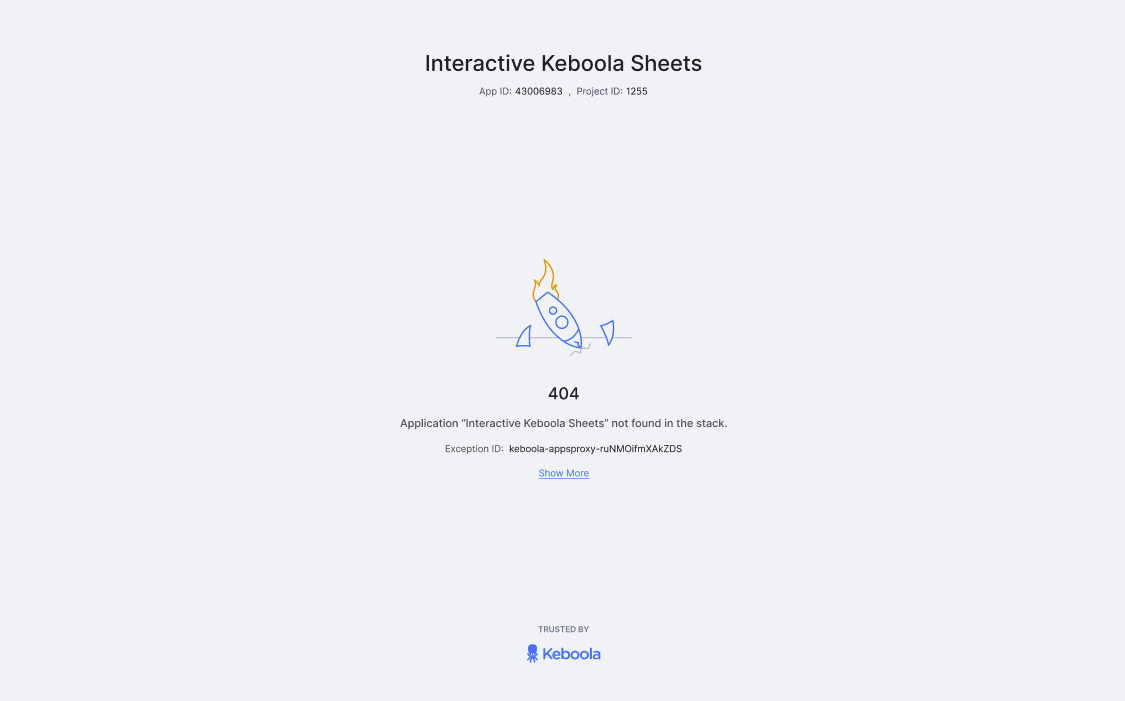 Interactive Keboola Sheets
App ID: 43006983 , Project ID: 1255
404
Application “Interactive Keboola Sheets” not found in the stack.
Exception ID: keboola-appsproxy-ruNMOifmXAkZDS
Show More
TRUSTED BY
Keboola